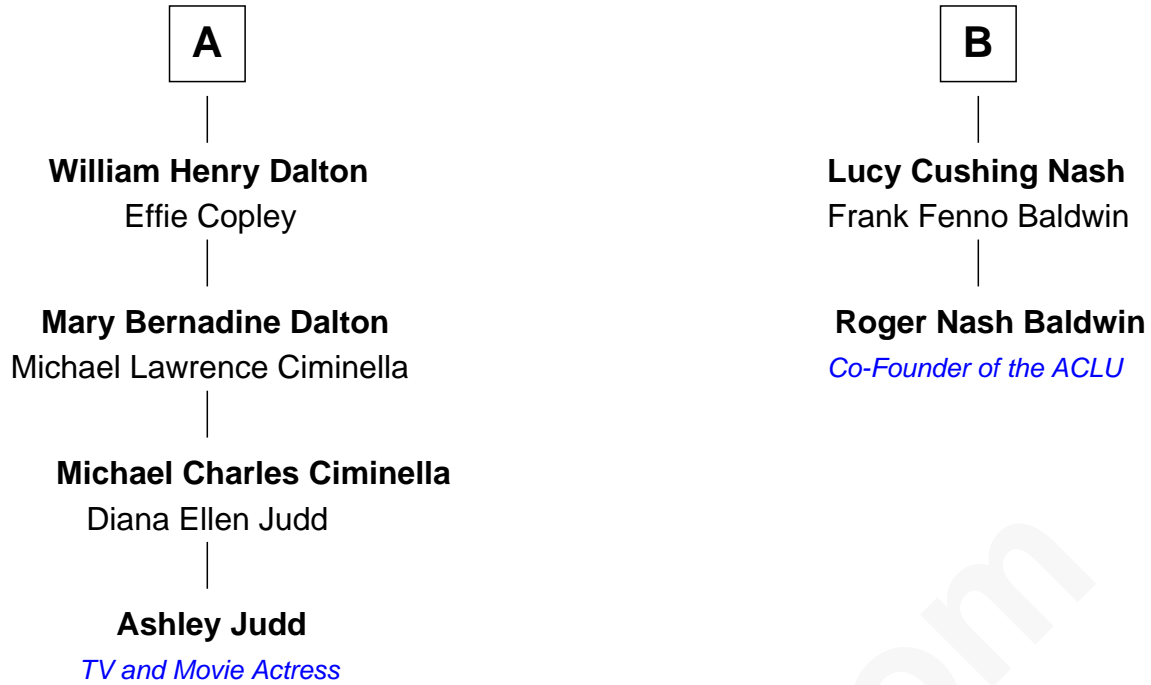 A
William Henry Dalton
Effie Copley
Mary Bernadine Dalton
Michael Lawrence Ciminella
Michael Charles Ciminella
Diana Ellen Judd
Ashley Judd
TV and Movie Actress
B
Lucy Cushing Nash
Frank Fenno Baldwin
Roger Nash Baldwin
Co-Founder of the ACLU
om